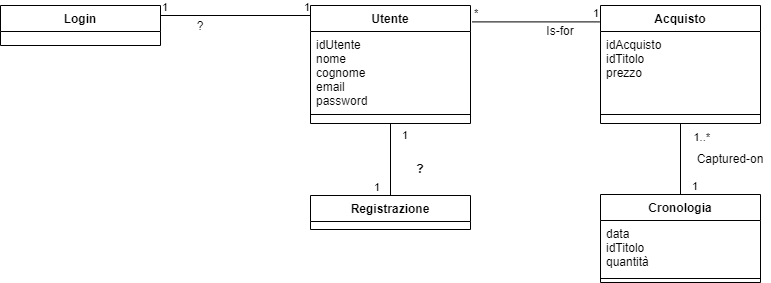 Login
1
?
1
Utente
idUtente
nome
cognome
email
password
*
Is-for
1
Acquisto
idAcquisto
idTitolo
prezzo
1
?
1
Registrazione
1..*
Captured-on
1
Cronologia
data
idTitolo
quantità